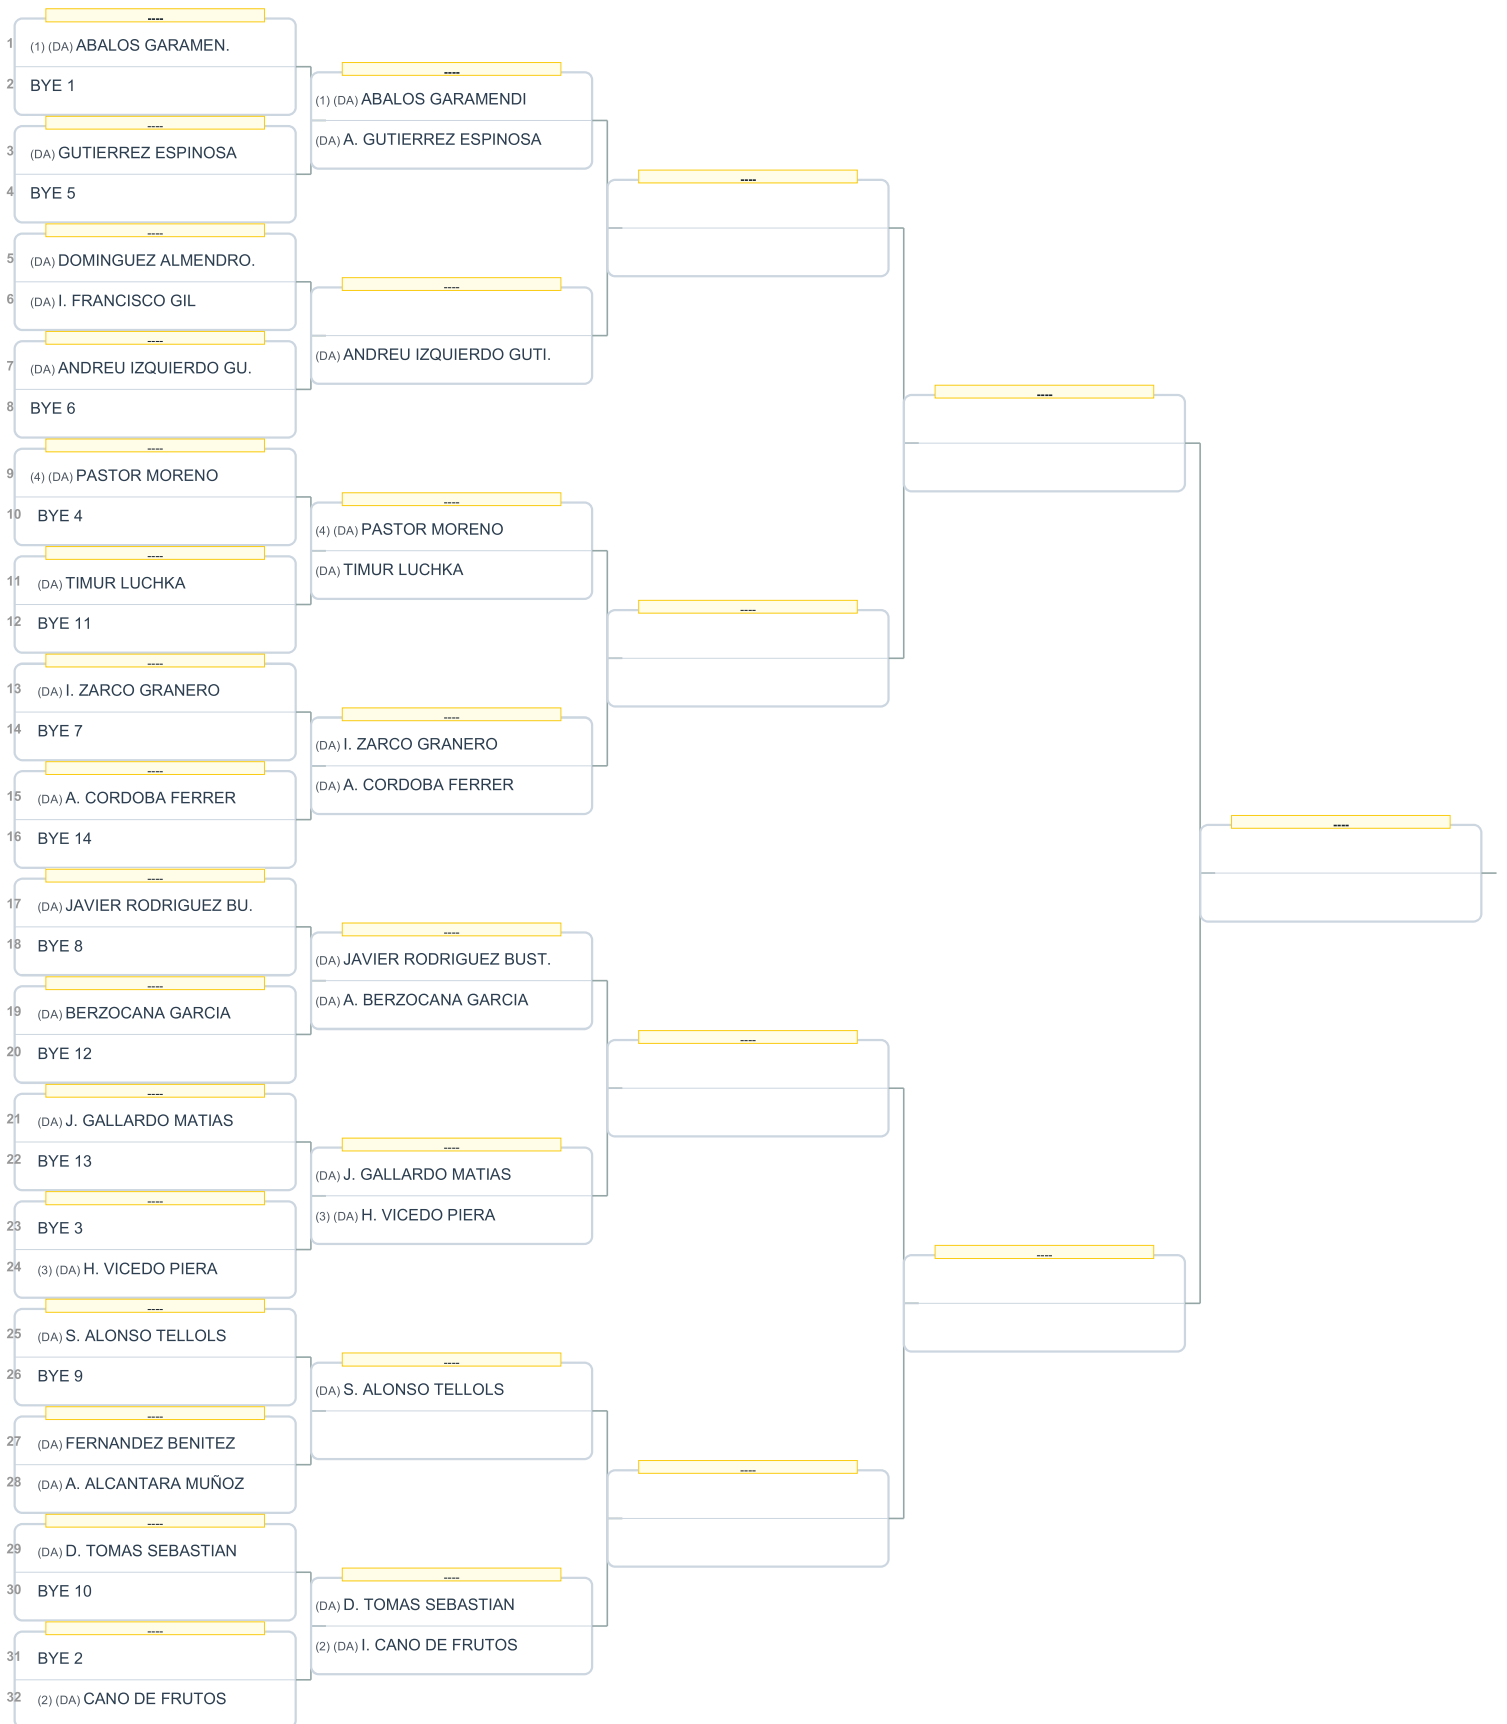 ----
1 (1) (DA) ABALOS GARAMEN.
2 BYE 1
----
3 (DA) GUTIERREZ ESPINOSA
4 BYE 5
----
5 (DA) DOMINGUEZ ALMENDRO.
6 (DA) I. FRANCISCO GIL
----
7 (DA) ANDREU IZQUIERDO GU.
8 BYE 6
----
9 (4) (DA) PASTOR MORENO
10 BYE 4
----
11 (DA) TIMUR LUCHKA
12 BYE 11
----
13 (DA) I. ZARCO GRANERO
14 BYE 7
----
15 (DA) A. CORDOBA FERRER
16 BYE 14
----
17 (DA) JAVIER RODRIGUEZ BU.
18 BYE 8
----
19 (DA) BERZOCANA GARCIA
20 BYE 12
----
21 (DA) J. GALLARDO MATIAS
22 BYE 13
----
23 BYE 3
24 (3) (DA) H. VICEDO PIERA
----
25 (DA) S. ALONSO TELLOLS
26 BYE 9
----
27 (DA) FERNANDEZ BENITEZ
28 (DA) A. ALCANTARA MUÑOZ
----
29 (DA) D. TOMAS SEBASTIAN
30 BYE 10
----
31 BYE 2
32 (2) (DA) CANO DE FRUTOS
----
(1) (DA) ABALOS GARAMENDI
(DA) A. GUTIERREZ ESPINOSA
----
(DA) ANDREU IZQUIERDO GUTI.
----
(4) (DA) PASTOR MORENO
(DA) TIMUR LUCHKA
----
(DA) I. ZARCO GRANERO
(DA) A. CORDOBA FERRER
----
(DA) JAVIER RODRIGUEZ BUST.
(DA) A. BERZOCANA GARCIA
----
(DA) J. GALLARDO MATIAS
(3) (DA) H. VICEDO PIERA
----
(DA) S. ALONSO TELLOLS
----
(DA) D. TOMAS SEBASTIAN
(2) (DA) I. CANO DE FRUTOS
----
----
----
----
----
----
----